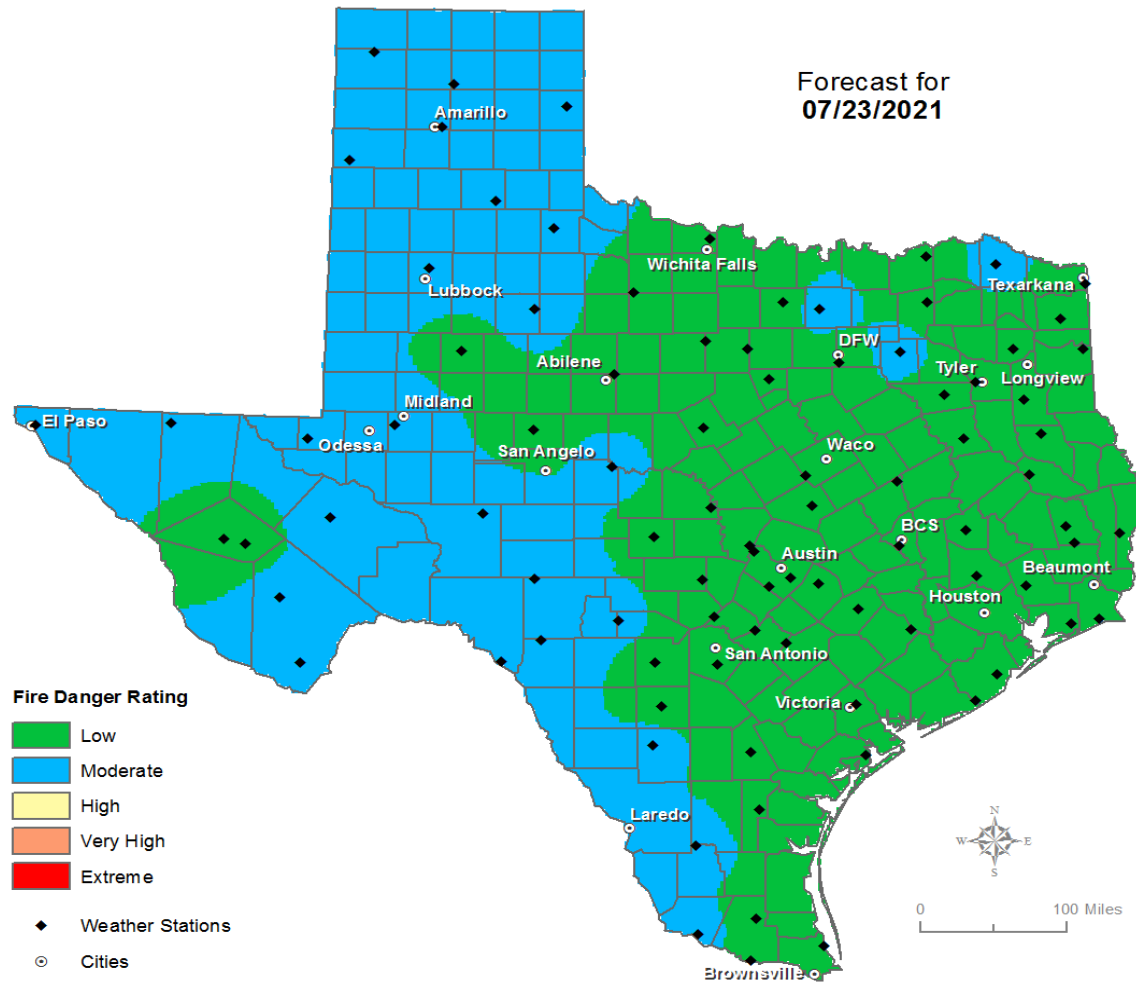 Forecast for
07/23/2021
Amarillo
Wichita Falls
Lubbock
Texarkana
DFW
Abilene
Tyler
Longview
Midland
El Paso
Odessa
San Angelo
Waco
BCS
Austin
Beaumont
Houston
San Antonio
Victoria
Laredo
Brownsville
Fire Danger Rating
Low
Moderate
High
Very High
Extreme
Weather Stations
Cities
N
W E
S
0 100 Miles